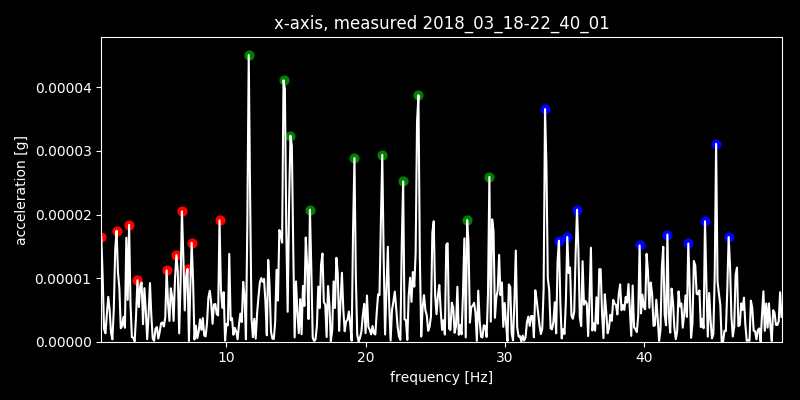 x-axis, measured 2018_03_18-22_40_01
acceleration [g]
0.00004
0.00003
0.00002
0.00001
0.00000
10 20 30 40
frequency [Hz]